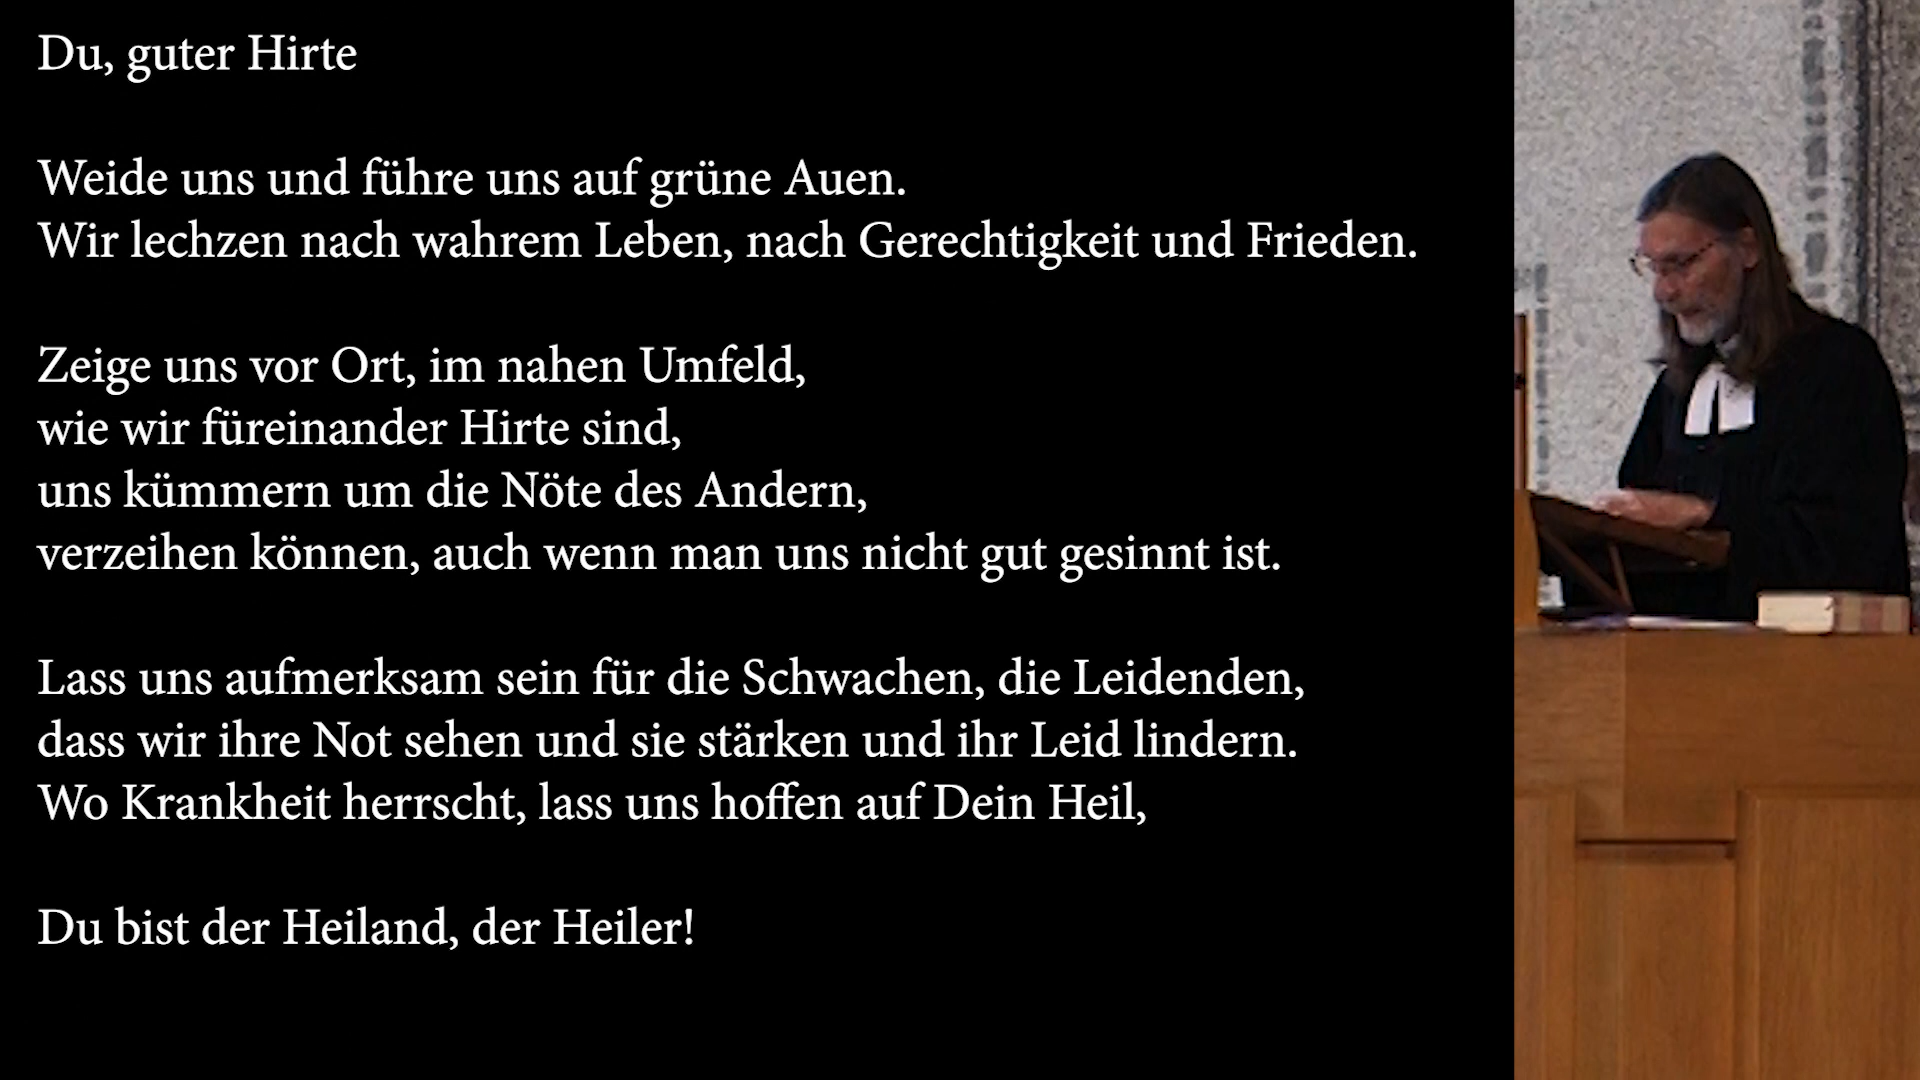 Du, guter Hirte
Weide uns und führe uns auf grüne Auen.
Wir lechzen nach wahrem Leben, nach Gerechtigkeit und Frieden.
Zeige uns vor Ort, im nahen Umfeld,
wie wir füreinander Hirte sind,
uns kümmern um die Nöte des Andern,
verzeihen können, auch wenn man uns nicht gut gesinnt ist.
Lass uns aufmerksam sein für die Schwachen, die Leidenden,
dass wir ihre Not sehen und sie stärken und ihr Leid lindern.
Wo Krankheit herrscht, lass uns hoffen auf Dein Heil,
Du bist der Heiland, der Heiler!